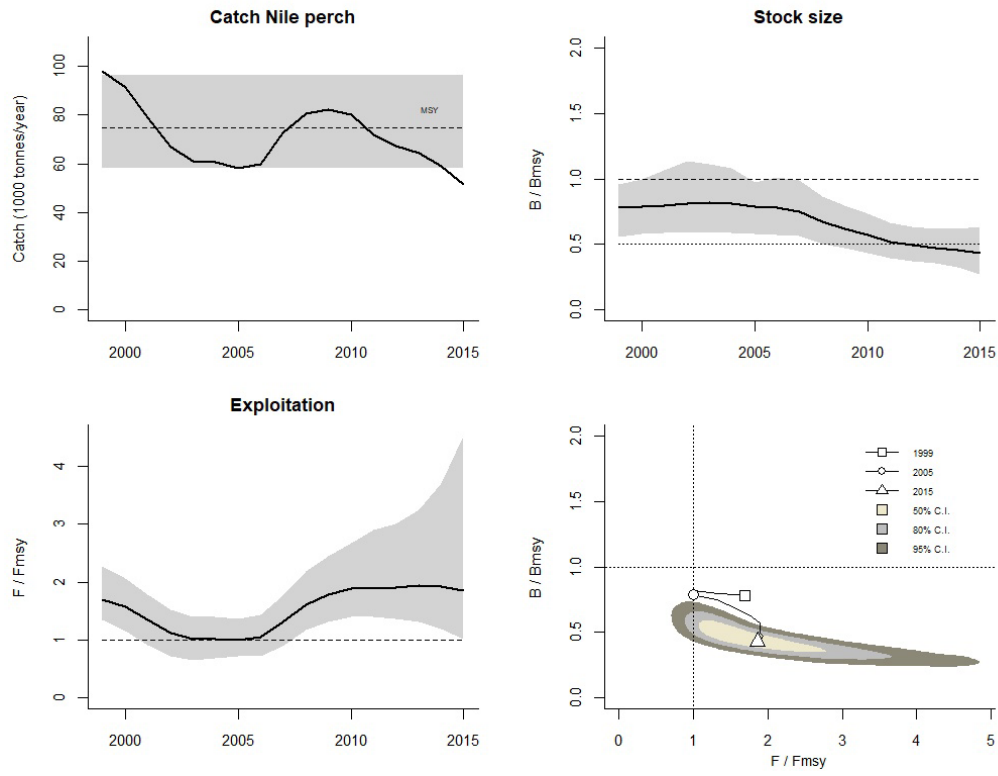 Catch Nile perch
Catch (1000 tonnes/year)
100
80
60
40
20
0
MSY
2000 2005 2010 2015
Stock size
B / Bmsy
2.0
1.5
1.0
0.5
0.0
2000 2005 2010 2015
Exploitation
F / Fmsy
4
3
2
1
0
2000 2005 2010 2015
B / Bmsy
2.0
1.5
1.0
0.5
0.0
1999
2005
2015
50% C.I.
80% C.I.
95% C.I.
0 1 2 3 4 5
F / Fmsy